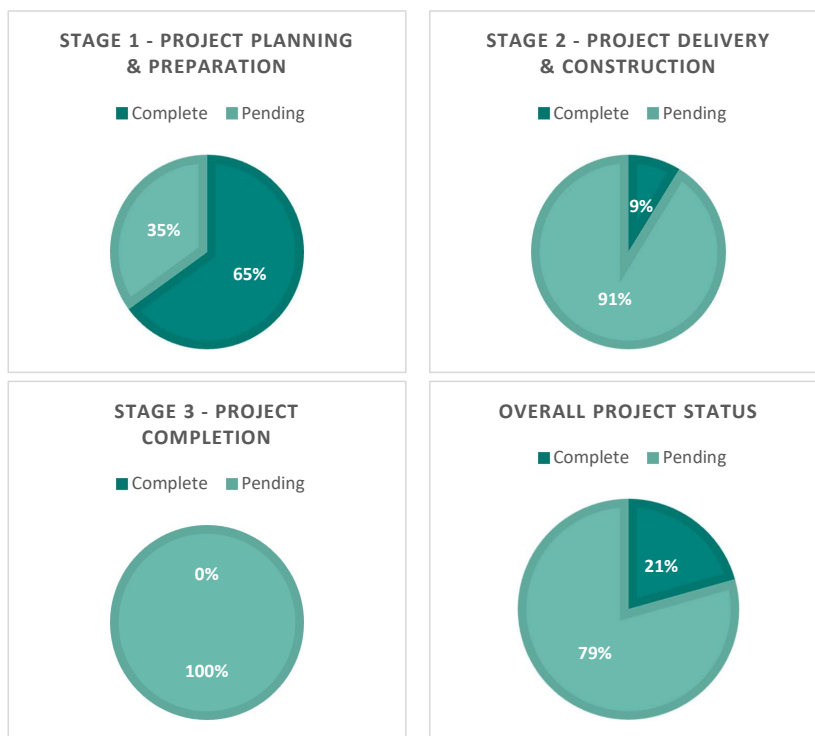 STAGE 1 - PROJECT PLANNING
& PREPARATION
Complete Pending
35%
65%
STAGE 2 - PROJECT DELIVERY
& CONSTRUCTION
Complete Pending
9%
91%
STAGE 3 - PROJECT
COMPLETION
Complete Pending
0%
100%
OVERALL PROJECT STATUS
Complete Pending
21%
79%